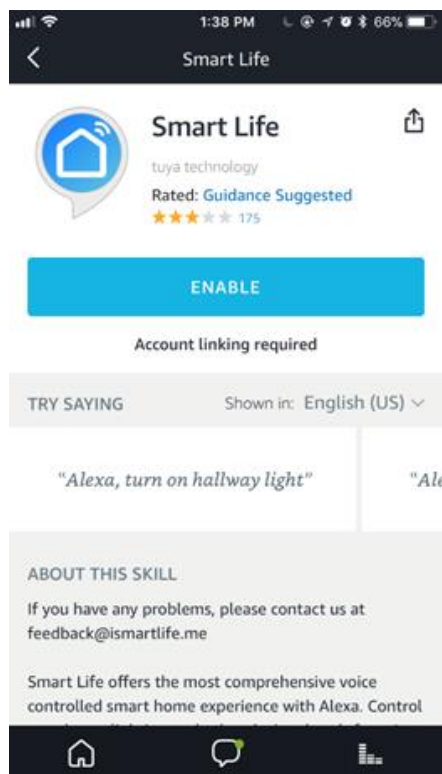 1:38 PM 66%
Smart Life
Smart Life
tuya technology
Rated: Guidance Suggested
175
ENABLE
Account linking required
TRY SAYING Shown in: English (US)
"Alexa, turn on hallway light" "Ale
ABOUT THIS SKILL
If you have any problems, please contact us at
feedback@ismartlife.me
Smart Life offers the most comprehensive voice
controlled smart home experience with Alexa. Control